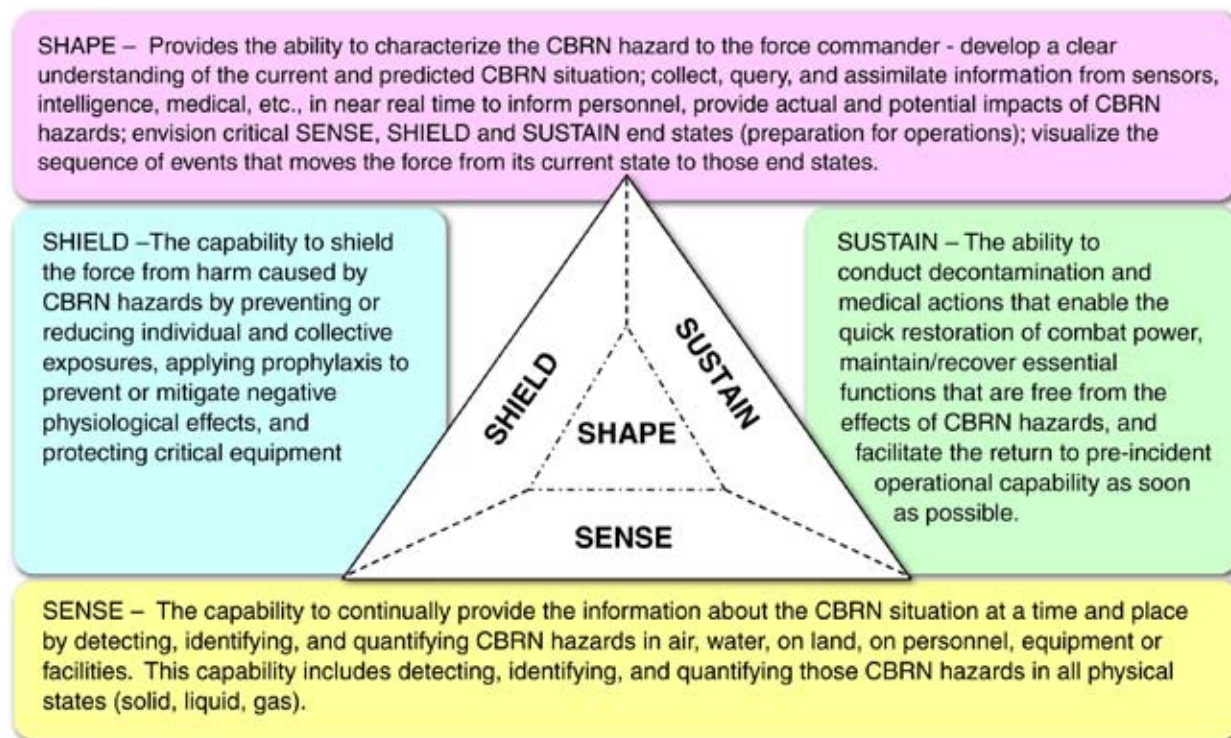 SHAPE – Provides the ability to characterize the CBRN hazard to the force commander - develop a clear
understanding of the current and predicted CBRN situation; collect, query, and assimilate information from sensors,
intelligence, medical, etc., in near real time to inform personnel, provide actual and potential impacts of CBRN
hazards; envision critical SENSE, SHIELD and SUSTAIN end states (preparation for operations); visualize the
sequence of events that moves the force from its current state to those end states.
SHIELD –The capability to shield
the force from harm caused by
CBRN hazards by preventing or
reducing individual and collective
exposures, applying prophylaxis to
prevent or mitigate negative
physiological effects, and
protecting critical equipment
SHIELD
SUSTAIN
SHAPE
SENSE
SUSTAIN – The ability to
conduct decontamination and
medical actions that enable the
quick restoration of combat power,
maintain/recover essential
functions that are free from the
effects of CBRN hazards, and
facilitate the return to pre-incident
operational capability as soon
as possible.
SENSE – The capability to continually provide the information about the CBRN situation at a time and place
by detecting, identifying, and quantifying CBRN hazards in air, water, on land, on personnel, equipment or
facilities. This capability includes detecting, identifying, and quantifying those CBRN hazards in all physical
states (solid, liquid, gas).